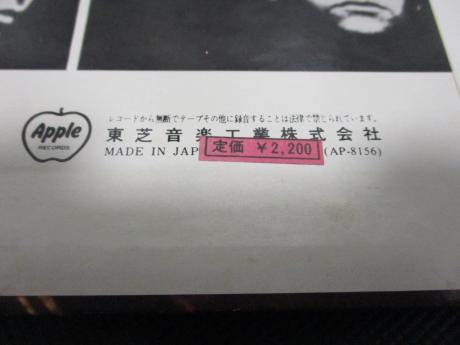 レコードから無断でテープその他に録音することは法律で禁じられています。
Apple
RECORDS
東芝音楽工業株式会社
MADE IN JAP
定価 ¥2,200
(AP-8156)